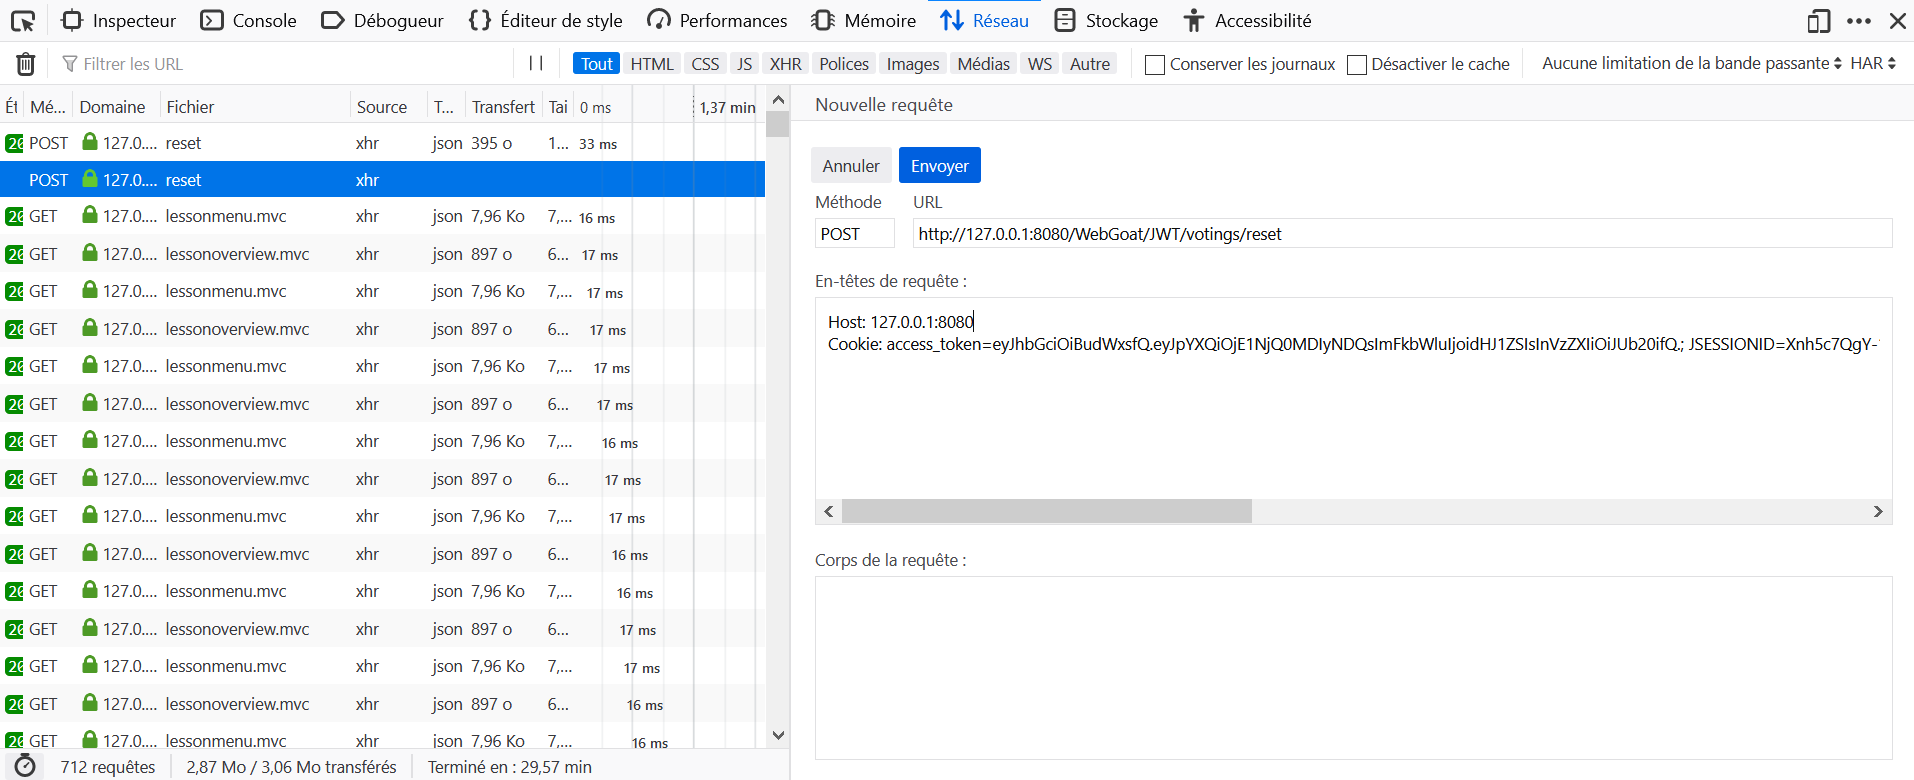 Inspecteur Console Débogueur Éditeur de style Performances Mémoire Réseau Stockage Accessibilité
Filtrer les URL Tout HTML CSS JS XHR Polices Images Médias WS Autre Conserver les journaux Désactiver le cache Aucune limitation de la bande passante HAR
Ét Mé... Domaine Fichier Source T... Transfert Tai 0 ms 1,37 min
20 POST 127.0.... reset xhr json 395 o 1... 33 ms
POST 127.0.... reset xhr
20 GET 127.0.... lessonmenu.mvc xhr json 7,96 Ko 7,... 16 ms
20 GET 127.0.... lessonoverview.mvc xhr json 897 o 6... 17 ms
20 GET 127.0.... lessonmenu.mvc xhr json 7,96 Ko 7,... 17 ms
20 GET 127.0.... lessonoverview.mvc xhr json 897 o 6... 17 ms
20 GET 127.0.... lessonmenu.mvc xhr json 7,96 Ko 7,... 17 ms
20 GET 127.0.... lessonoverview.mvc xhr json 897 o 6... 17 ms
20 GET 127.0.... lessonmenu.mvc xhr json 7,96 Ko 7,... 16 ms
20 GET 127.0.... lessonoverview.mvc xhr json 897 o 6... 17 ms
20 GET 127.0.... lessonmenu.mvc xhr json 7,96 Ko 7,... 17 ms
20 GET 127.0.... lessonoverview.mvc xhr json 897 o 6... 16 ms
20 GET 127.0.... lessonmenu.mvc xhr json 7,96 Ko 7,... 16 ms
20 GET 127.0.... lessonoverview.mvc xhr json 897 o 6... 17 ms
20 GET 127.0.... lessonmenu.mvc xhr json 7,96 Ko 7,... 17 ms
20 GET 127.0.... lessonoverview.mvc xhr json 897 o 6... 16 ms
20 GET 127.0.... lessonmenu.mvc xhr json 7,96 Ko 7,... 16 ms
712 requêtes 2,87 Mo / 3,06 Mo transférés Terminé en : 29,57 min
Nouvelle requête
Annuler Envoyer
Méthode URL
POST http://127.0.0.1:8080/WebGoat/JWT/votings/reset
En-têtes de requête :
Host: 127.0.0.1:8080
Cookie: access_token=eyJhbGciOiBudWxsfQ.eyJpYXQiOjE1NjQ0MDIyNDQsImFkbWluIjoidHJ1ZSIsInVzZXIiOiJUb20ifQ.; JSESSIONID=Xnh5c7QgY-
Corps de la requête :